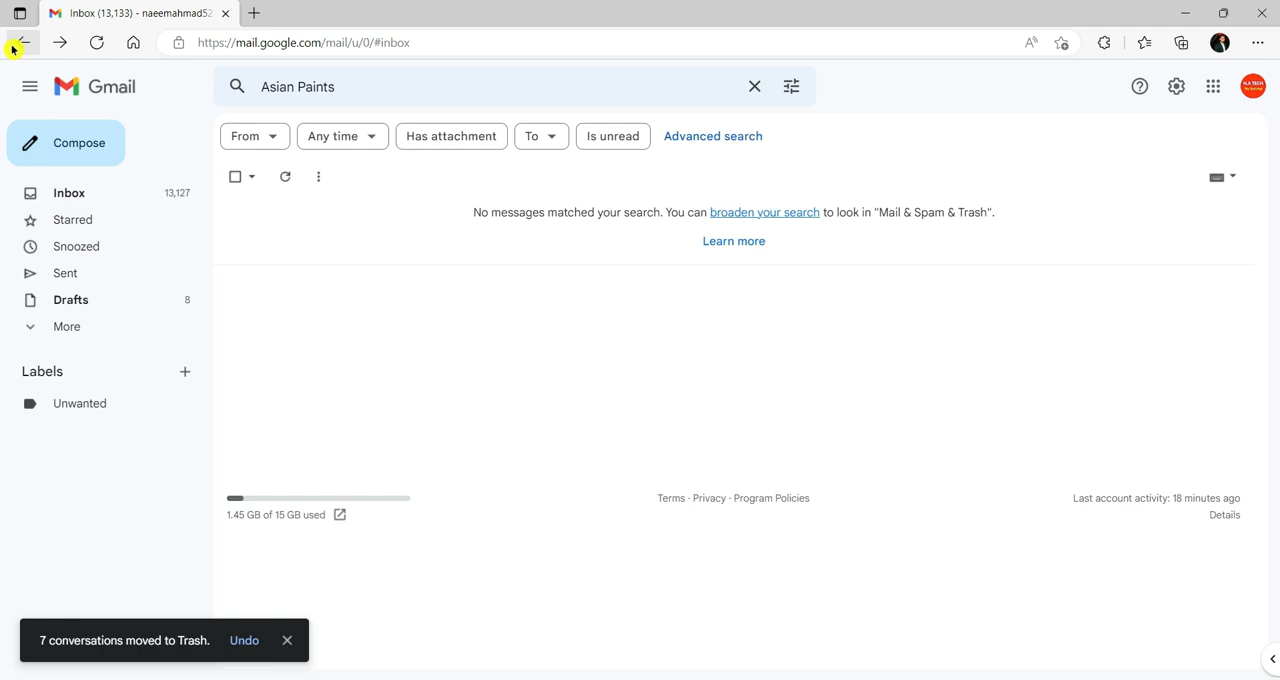 Inbox (13,133) - naeemahmad52
https://mail.google.com/mail/u/0/#inbox
Gmail
Asian Paints
Compose
From
Any time
Has attachment
To
Is unread
Advanced search
Inbox 13,127
Starred
Snoozed
Sent
Drafts 8
More
Labels
Unwanted
No messages matched your search. You can broaden your search to look in "Mail & Spam & Trash".
Learn more
1.45 GB of 15 GB used
Terms · Privacy · Program Policies
Last account activity: 18 minutes ago
Details
7 conversations moved to Trash. Undo